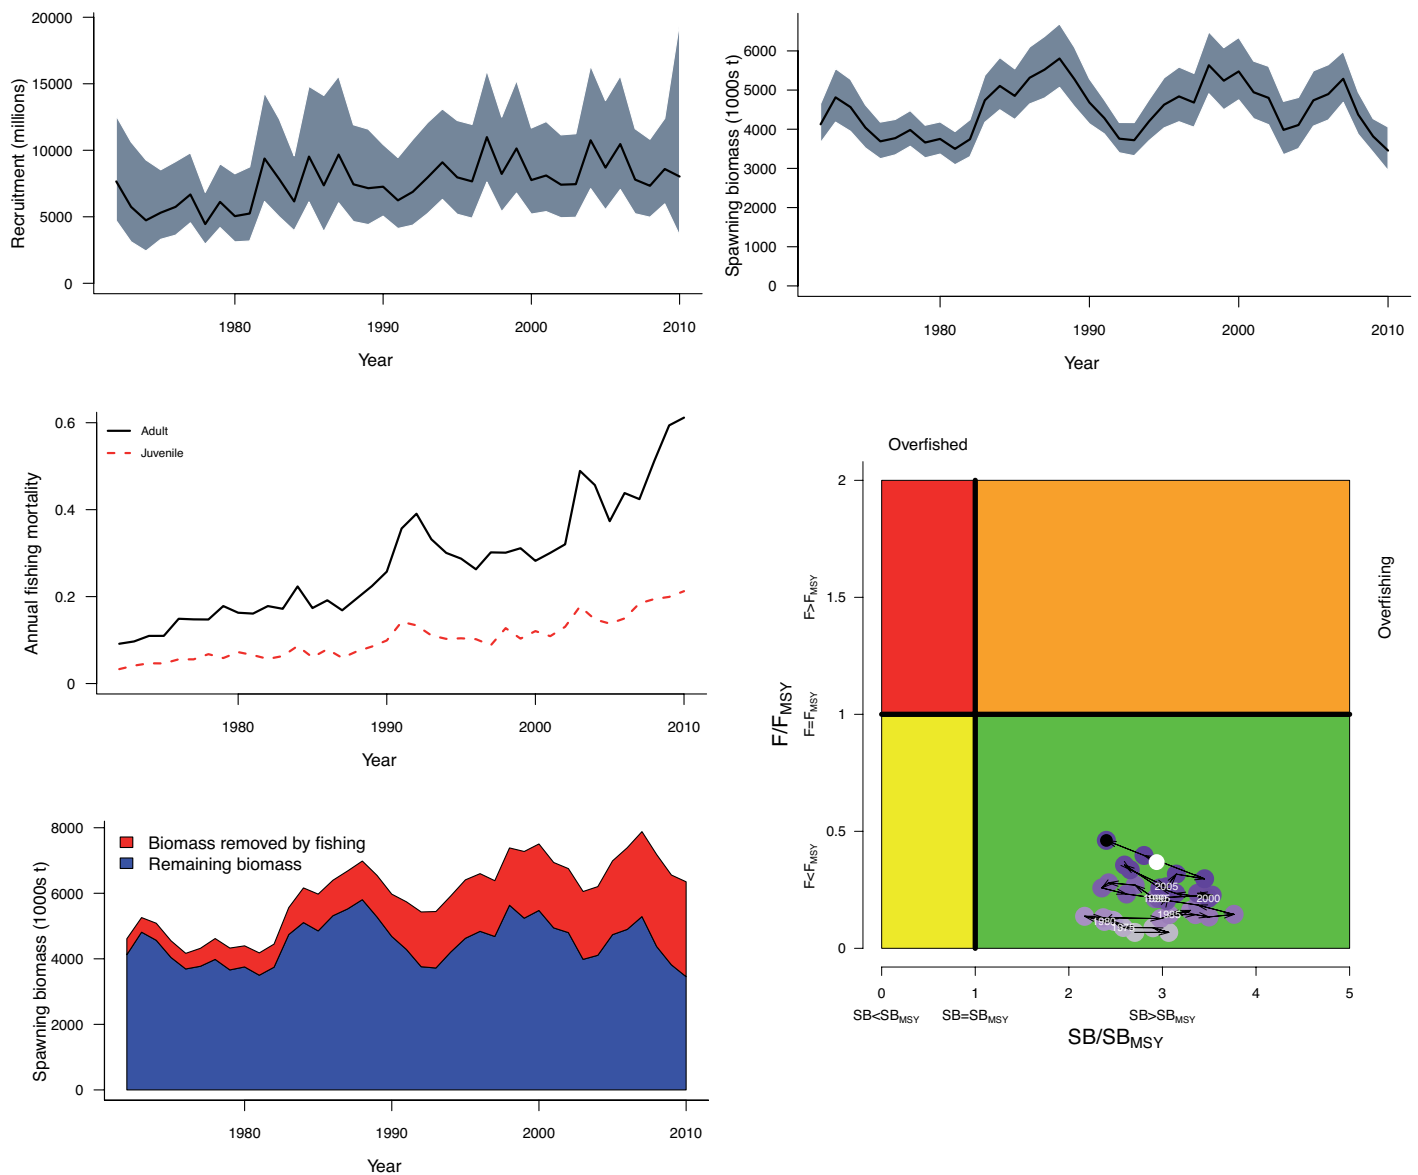 20000
15000
10000
5000
0
Recruitment (millions)
1980
1990
2000
2010
Year
6000
5000
4000
3000
2000
1000
0
Spawning biomass (1000s t)
1980
1990
2000
2010
Year
0.6
0.4
0.2
0
Annual fishing mortality
Adult
Juvenile
1980
1990
2000
2010
Year
Overfished
Overfishing
2
1.5
1
0.5
0
F>FMSY
F=FMSY
F<FMSY
F/FMSY
2005
2000
1995
1980
1975
0
1
2
3
4
5
SB<SBMSY
SB=SBMSY
SB>SBMSY
SB/SBMSY
8000
6000
4000
2000
0
Spawning biomass (1000s t)
Biomass removed by fishing
Remaining biomass
1980
1990
2000
2010
Year